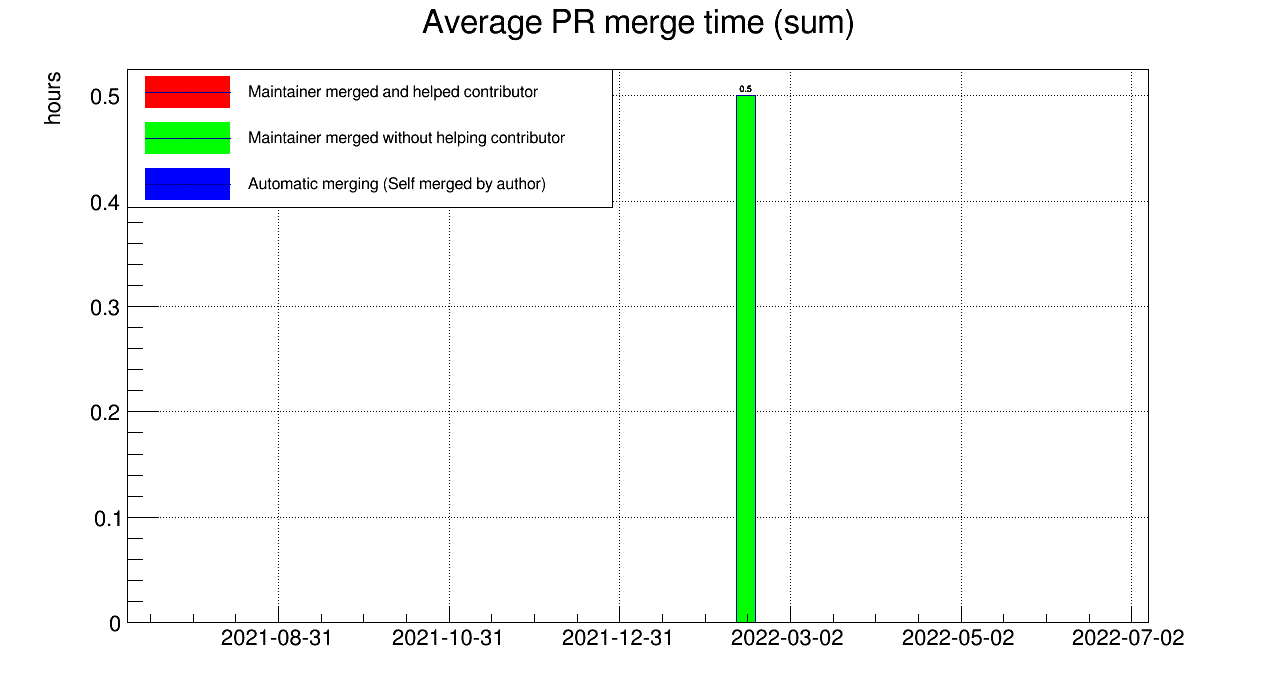 Average PR merge time (sum)
hours
Maintainer merged and helped contributor
Maintainer merged without helping contributor
Automatic merging (Self merged by author)
0.5
0.5
0.4
0.3
0.2
0.1
0
2021-08-31 2021-10-31 2021-12-31 2022-03-02 2022-05-02 2022-07-02